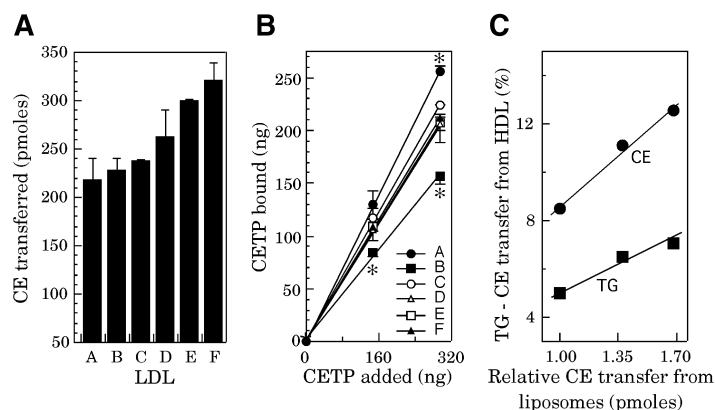 A
CE transferred (pmoles)
350
300
250
200
250
100
50
A B C D E F
LDL
B
CETP bound (ng)
250
200
150
100
50
0
*
*
*
A
B
C
D
E
F
0 160 320
CETP added (ng)
C
TG - CE transfer from HDL (%)
12
8
4
CE
TG
1.00 1.35 1.70
Relative CE transfer from
liposomes (pmoles)